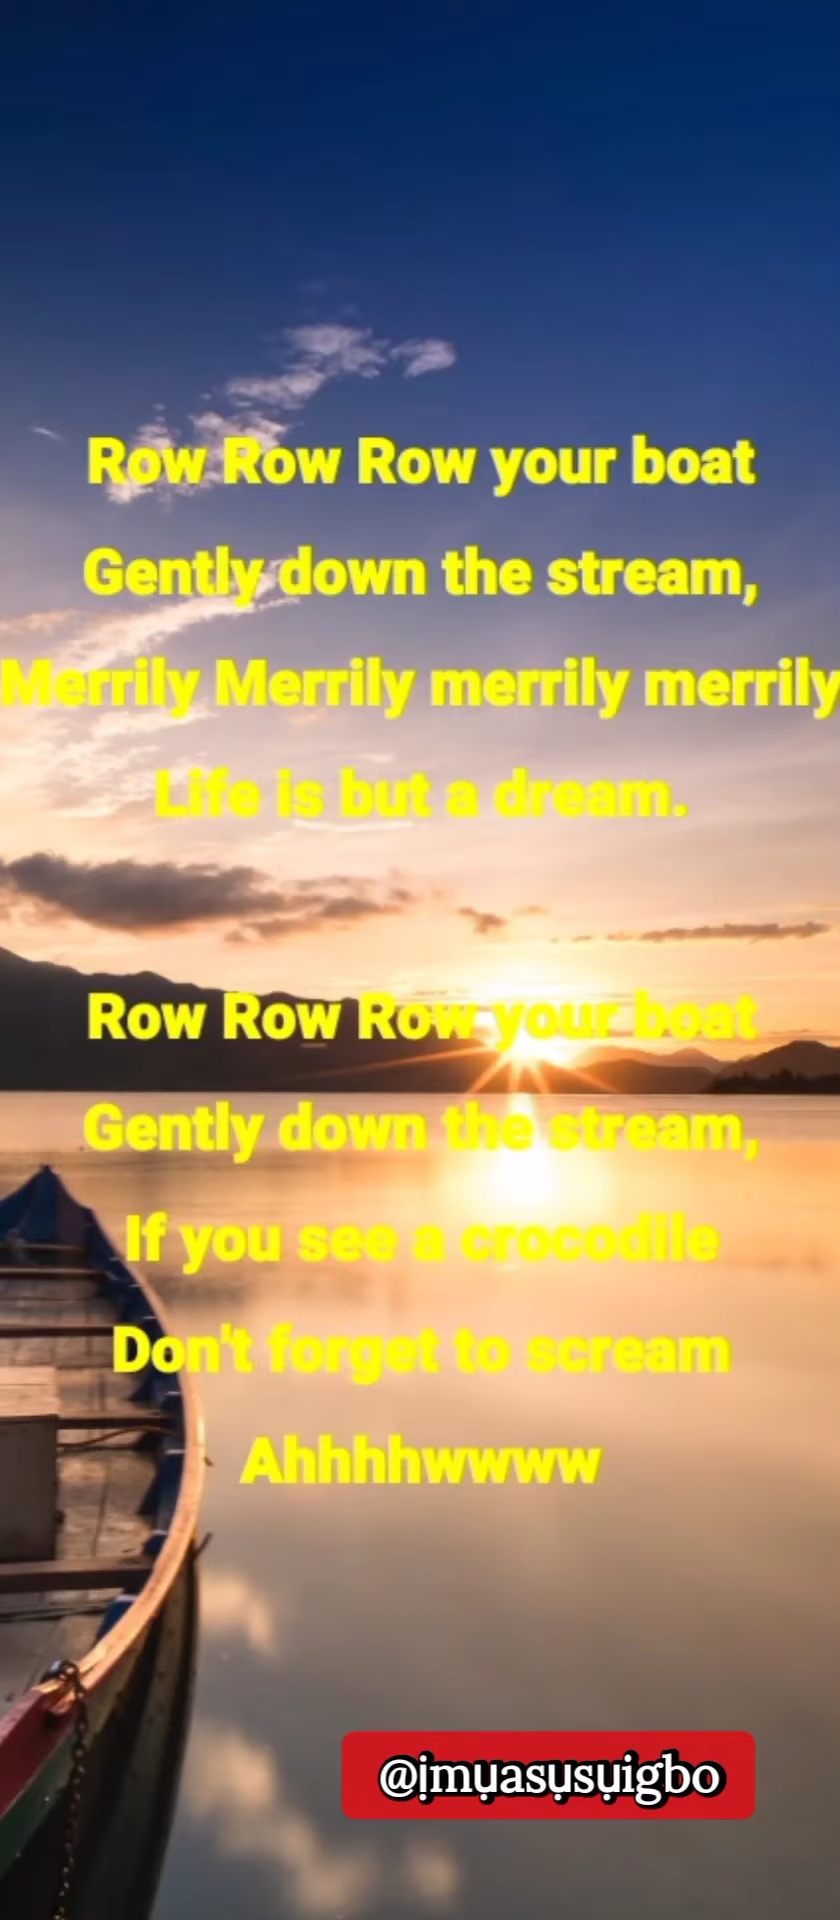 Row Row Row your boat
Gently down the stream,
Merrily Merrily merrily merrily
Life is but a dream.
Row Row Row your boat
Gently down the stream,
If you see a crocodile
Don't forget to scream
Ahhhhwwww
@ịmụasụsụigbo